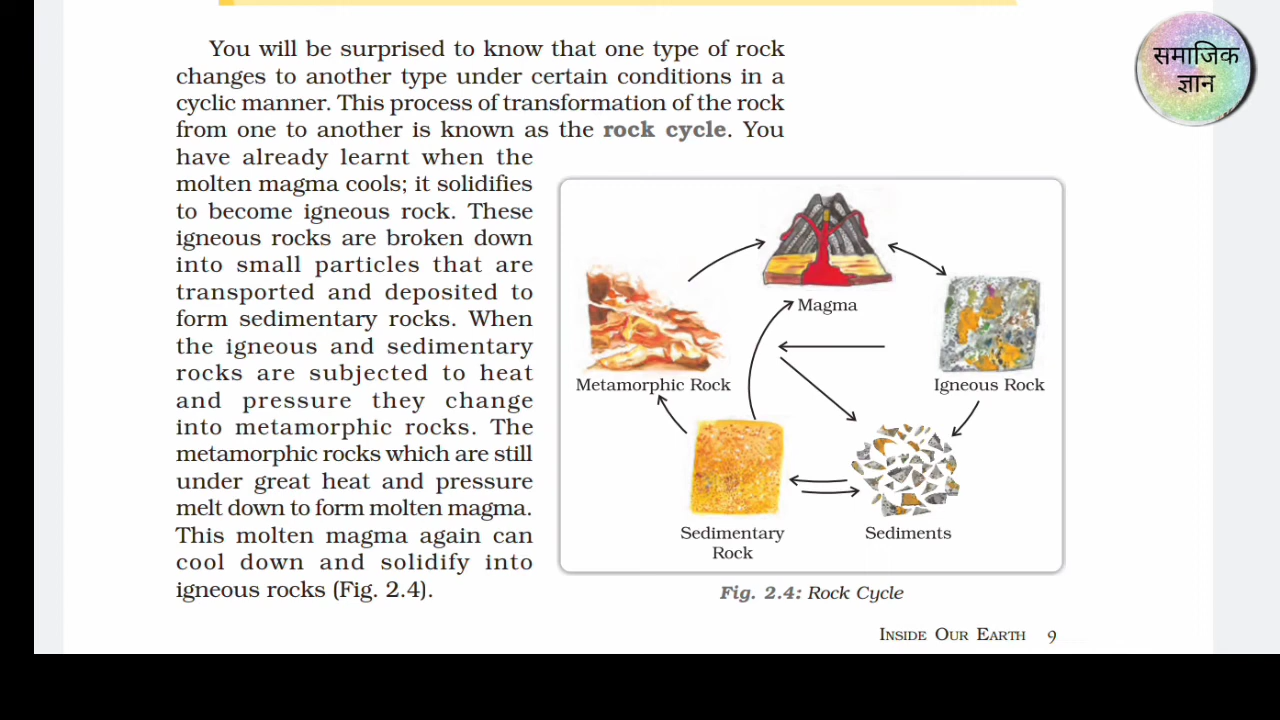 समाजिक
ज्ञान
You will be surprised to know that one type of rock
changes to another type under certain conditions in a
cyclic manner. This process of transformation of the rock
from one to another is known as the rock cycle. You
have already learnt when the
molten magma cools; it solidifies
to become igneous rock. These
igneous rocks are broken down
into small particles that are
transported and deposited to
form sedimentary rocks. When
the igneous and sedimentary
rocks are subjected to heat
and pressure they change
into metamorphic rocks. The
metamorphic rocks which are still
under great heat and pressure
melt down to form molten magma.
This molten magma again can
cool down and solidify into
igneous rocks (Fig. 2.4).
Magma
Metamorphic Rock
Igneous Rock
Sedimentary
Rock
Sediments
Fig. 2.4: Rock Cycle
INSIDE OUR EARTH 9